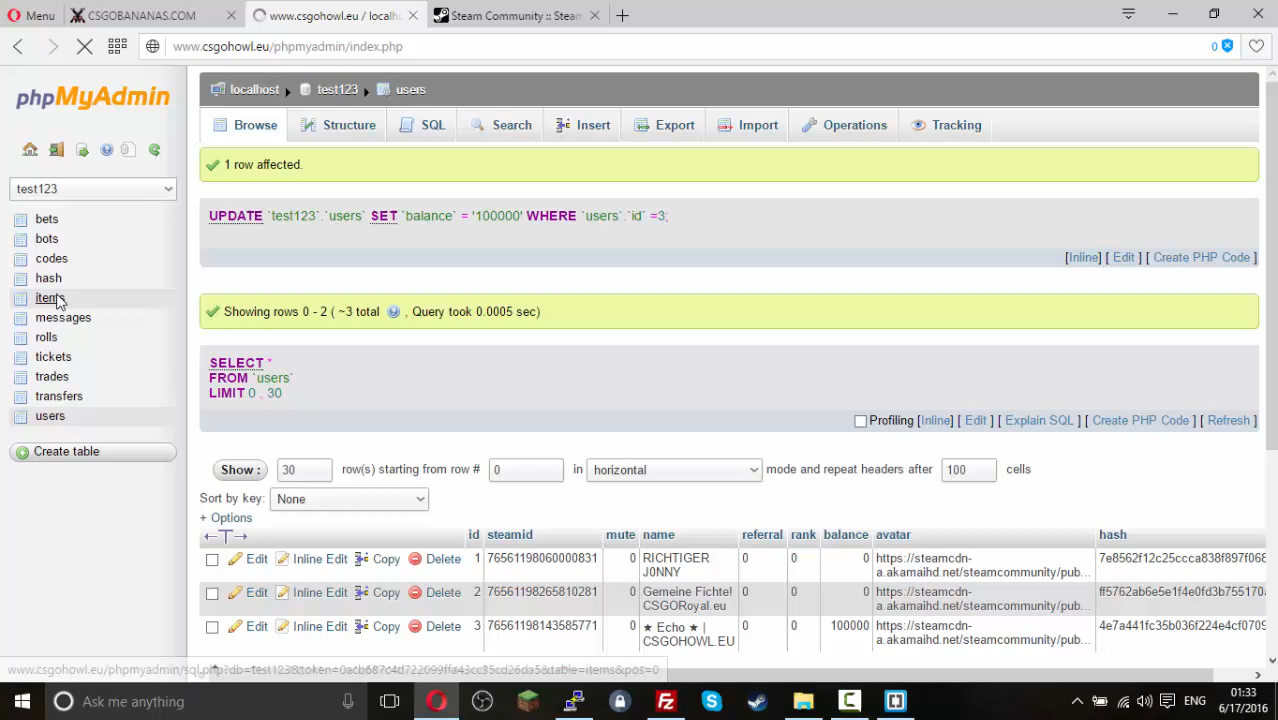 Menu CSGOBANANAS.COM www.csgohowl.eu / localh Steam Community :: Steam
www.csgohowl.eu/phpmyadmin/index.php 0
phpMyAdmin
test123
bets
bots
codes
hash
items
messages
rolls
tickets
trades
transfers
users
Create table
localhost test123 users
Browse Structure SQL Search Insert Export Import Operations Tracking
1 row affected.
UPDATE `test123`.`users` SET `balance` = '100000' WHERE `users`.`id` =3;
[Inline] [ Edit ] [ Create PHP Code ]
Showing rows 0 - 2 ( ~3 total , Query took 0.0005 sec)
SELECT *
FROM `users`
LIMIT 0 , 30
Profiling [Inline] [ Edit ] [ Explain SQL ] [ Create PHP Code ] [ Refresh ]
Show : 30 row(s) starting from row # 0 in horizontal mode and repeat headers after 100 cells
Sort by key: None
+ Options
←T→ id steamid mute name referral rank balance avatar hash
Edit Inline Edit Copy Delete 1 76561198060000831 0 RICHTIGER J0NNY 0 0 0 https://steamcdn-a.akamaihd.net/steamcommunity/pub... 7e8562f12c25ccca838f897f068
Edit Inline Edit Copy Delete 2 76561198265810281 0 Gemeine Fichte! CSGORoyal.eu 0 0 0 https://steamcdn-a.akamaihd.net/steamcommunity/pub... ff5762ab6e5e1f4e0fd3b755170a
Edit Inline Edit Copy Delete 3 76561198143585771 0 ★ Echo ★ | CSGOHOWL.EU 0 0 100000 https://steamcdn-a.akamaihd.net/steamcommunity/pub... 4e7a441fc35b036f224e4cf0709
Ask me anything ENG 01:33
6/17/2016